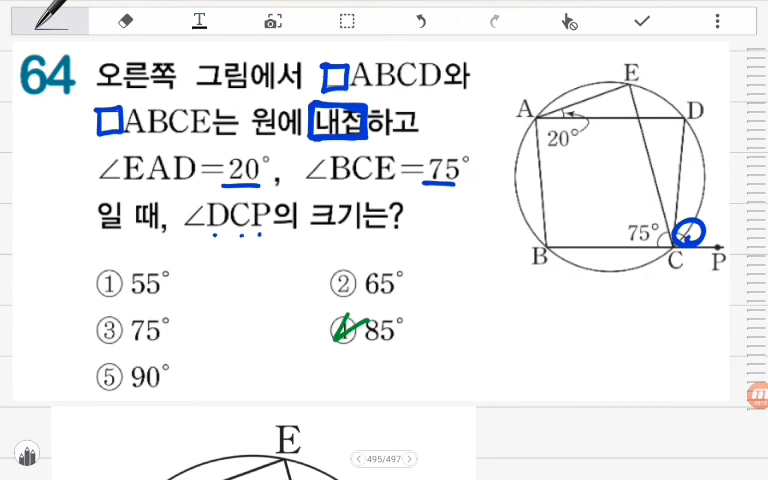 T
64 오른쪽 그림에서 □ABCD와
□ABCE는 원에 내접하고
∠EAD=20°, ∠BCE=75°
일 때, ∠DCP의 크기는?
① 55° ② 65°
③ 75° ④ 85°
⑤ 90°
E
A D
20°
75°
B C P
E
495/497